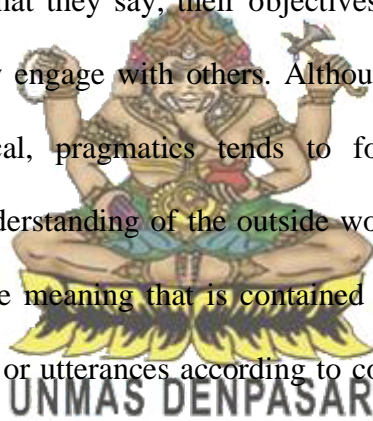 hat they say, their objectives
engage with others. Althou
cal, pragmatics tends to fo
derstanding of the outside wo
e meaning that is contained
or utterances according to co
UNMAS DENPASAR